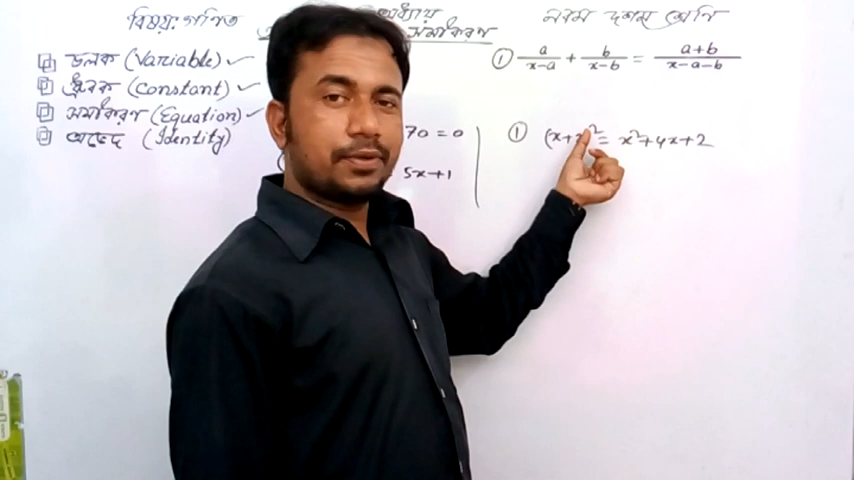 বিষয়: গণিত
অধ্যায়
নবম দশম শ্রেণি
সমীকরণ
চলক (Variable) ✓
① a/(x-a) + b/(x-b) = (a+b)/(x-a-b)
ধ্রুবক (Constant) ✓
সমীকরণ (Equation) ✓
অভেদ (Identity)
70 = 0
① (x+ ² = x²+4x+2
5x+1